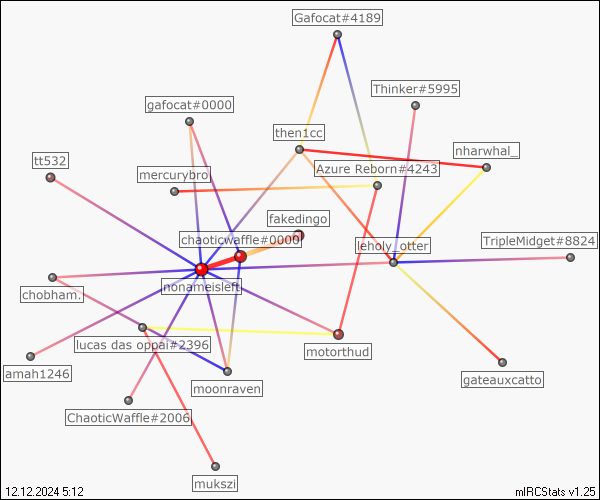 Gafocat#4189
Thinker#5995
gafocat#0000
then1cc
nharwhal_
tt532
Azure Reborn#4243
mercurybro
fakedingo
chaoticwaffle#0000
leholy_otter
TripleMidget#8824
nonameisleft
chobham.
lucas das oppai#2396
motorthud
amah1246
gateauxcatto
moonraven
ChaoticWaffle#2006
mukszi
12.12.2024 5:12
mIRCStats v1.25